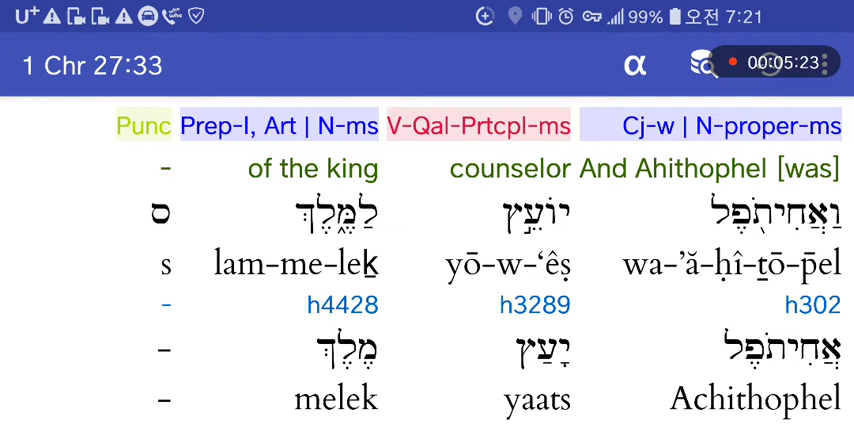 99% 오전 7:21
1 Chr 27:33 α 00:05:23
Punc Prep-l, Art | N-ms V-Qal-Prtcpl-ms Cj-w | N-proper-ms
- of the king counselor And Ahithophel [was]
וַאֲחִיתֹ֖פֶל יוֹעֵ֣ץ לַמֶּ֑לֶךְ ס
s lam-me-leḵ yō-w-‘êṣ wa-’ă-ḥî-ṯō-p̄el
- h4428 h3289 h302
אֲחִיתֹפֶל יָעַץ מֶלֶךְ -
- melek yaats Achithophel